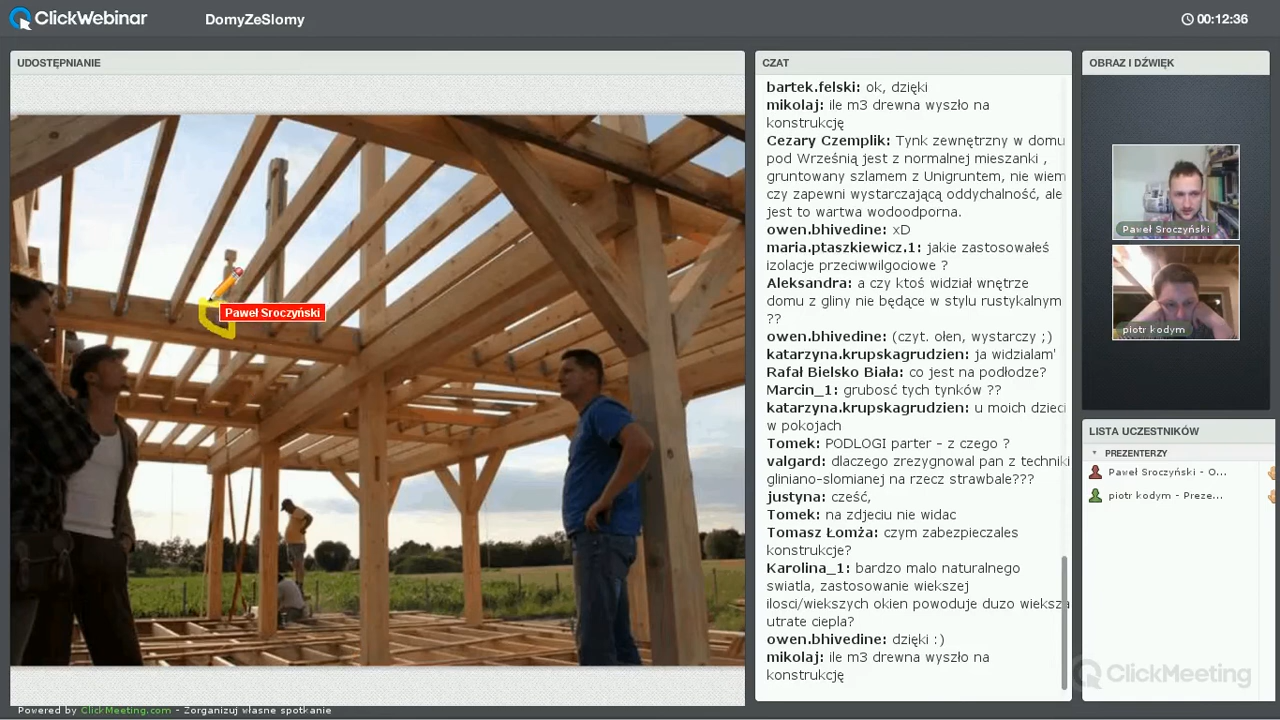 ClickWebinar
DomyZeSlomy
00:12:36
UDOSTĘPNIANIE
Paweł Sroczyński
Powered by ClickMeeting.com - Zorganizuj własne spotkanie
CZAT
bartek.felski: ok, dzięki
mikolaj: ile m3 drewna wyszło na
konstrukcję
Cezary Czemplik: Tynk zewnętrzny w domu
pod Wrześnią jest z normalnej mieszanki ,
gruntowany szlamem z Unigruntem, nie wiem
czy zapewni wystarczającą oddychalność, ale
jest to wartwa wodoodporna.
owen.bhivedine: xD
maria.ptaszkiewicz.1: jakie zastosowałeś
izolacje przeciwwilgociowe ?
Aleksandra: a czy ktoś widział wnętrze
domu z gliny nie będące w stylu rustykalnym
??
owen.bhivedine: (czyt. ołen, wystarczy ;)
katarzyna.krupskagrudzien: ja widzialam'
Rafał Bielsko Biała: co jest na podłodze?
Marcin_1: grubosć tych tynków ??
katarzyna.krupskagrudzien: u moich dzieci
w pokojach
Tomek: PODLOGI parter - z czego ?
valgard: dlaczego zrezygnowal pan z techniki
gliniano-slomianej na rzecz strawbale???
justyna: cześć,
Tomek: na zdjeciu nie widac
Tomasz Łomża: czym zabezpieczales
konstrukcje?
Karolina_1: bardzo malo naturalnego
swiatla, zastosowanie wiekszej
ilosci/wiekszych okien powoduje duzo wieksza
utrate ciepla?
owen.bhivedine: dzięki :)
mikolaj: ile m3 drewna wyszło na
konstrukcję
OBRAZ I DŹWIĘK
Paweł Sroczyński
piotr kodym
LISTA UCZESTNIKÓW
PREZENTERZY
Paweł Sroczyński - O...
piotr kodym - Preze...
ClickMeeting